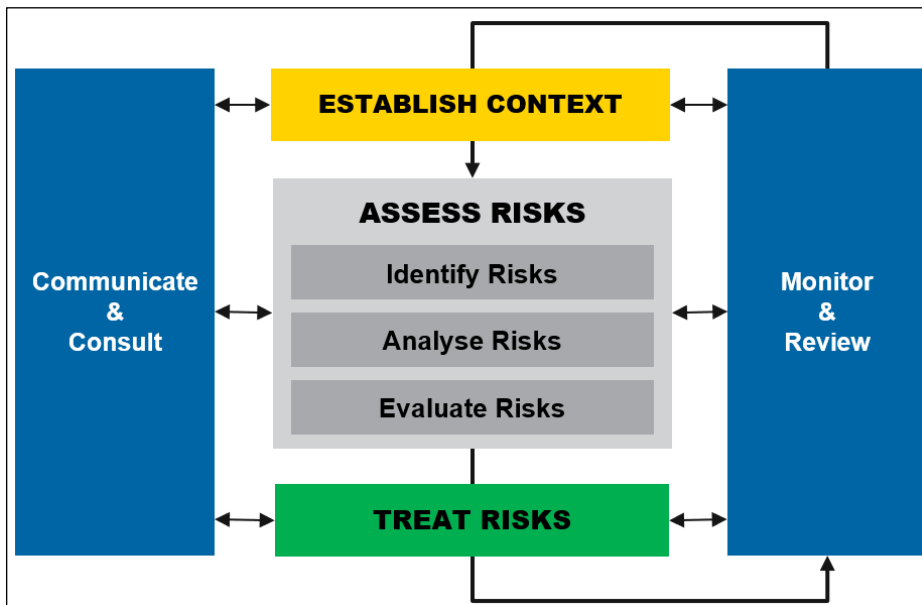 ESTABLISH CONTEXT
ASSESS RISKS
Identify Risks
Analyse Risks
Evaluate Risks
TREAT RISKS
Communicate
&
Consult
Monitor
&
Review